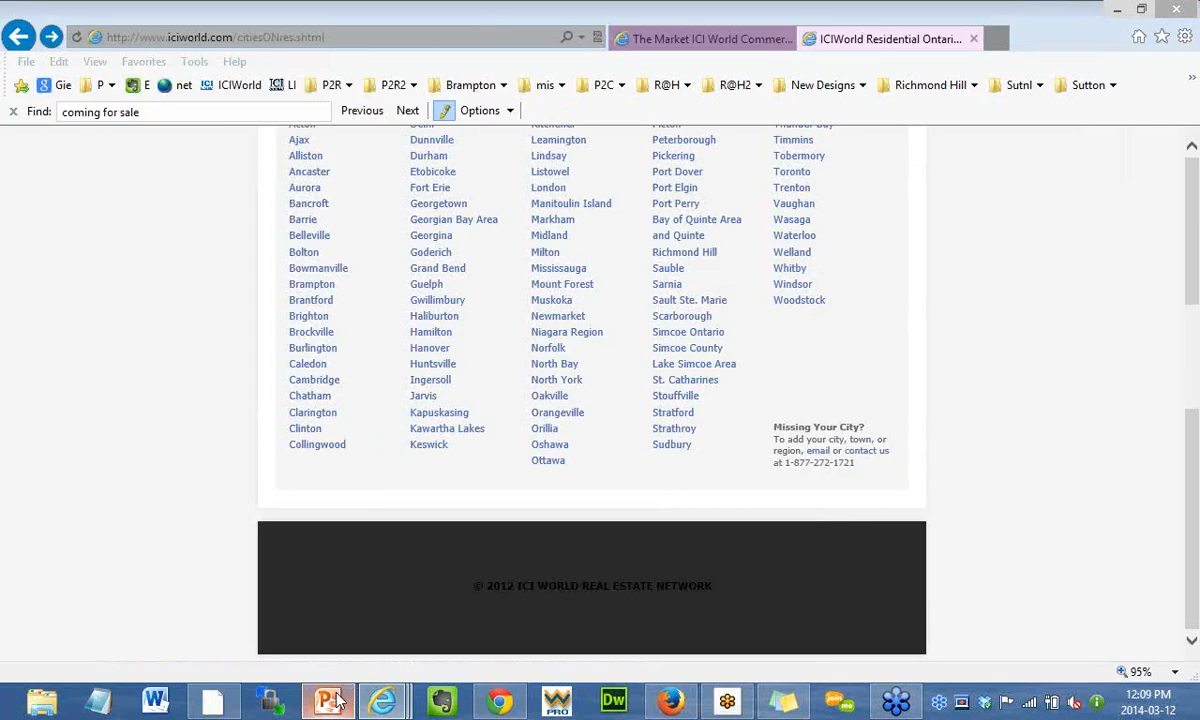 http://www.iciworld.com/citiesONres.shtml
The Market ICI World Commer...
ICIWorld Residential Ontari...
File Edit View Favorites Tools Help
Gie P E net ICIWorld LI P2R P2R2 Brampton mis P2C R@H R@H2 New Designs Richmond Hill Sutnl Sutton
Find: coming for sale Previous Next Options
Ajax Dunnville Leamington Peterborough Timmins
Alliston Durham Lindsay Pickering Tobermory
Ancaster Etobicoke Listowel Port Dover Toronto
Aurora Fort Erie London Port Elgin Trenton
Bancroft Georgetown Manitoulin Island Port Perry Vaughan
Barrie Georgian Bay Area Markham Bay of Quinte Area Wasaga
Belleville Georgina Midland and Quinte Waterloo
Bolton Goderich Milton Richmond Hill Welland
Bowmanville Grand Bend Mississauga Sauble Whitby
Brampton Guelph Mount Forest Sarnia Windsor
Brantford Gwillimbury Muskoka Sault Ste. Marie Woodstock
Brighton Haliburton Newmarket Scarborough
Brockville Hamilton Niagara Region Simcoe Ontario
Burlington Hanover Norfolk Simcoe County
Caledon Huntsville North Bay Lake Simcoe Area
Cambridge Ingersoll North York St. Catharines
Chatham Jarvis Oakville Stouffville
Clarington Kapuskasing Orangeville Stratford
Clinton Kawartha Lakes Orillia Strathroy
Collingwood Keswick Oshawa Sudbury
Ottawa
Missing Your City?
To add your city, town, or
region, email or contact us
at 1-877-272-1721
© 2012 ICI WORLD REAL ESTATE NETWORK
95%
PRO
Dw
join me
12:09 PM
2014-03-12